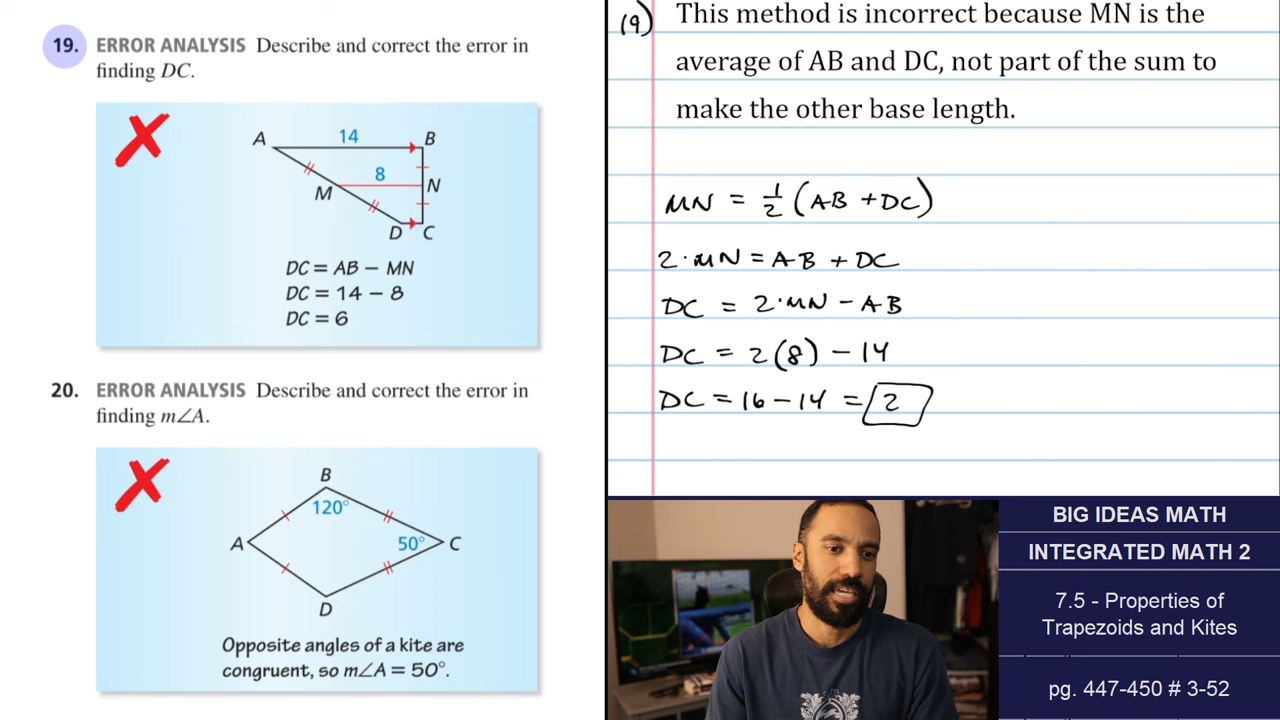 19. ERROR ANALYSIS Describe and correct the error in
finding DC.
A
14
B
8
M
N
D
C
DC = AB − MN
DC = 14 − 8
DC = 6
20. ERROR ANALYSIS Describe and correct the error in
finding m∠A.
B
120°
A
50°
C
D
Opposite angles of a kite are
congruent, so m∠A = 50°.
19) This method is incorrect because MN is the
average of AB and DC, not part of the sum to
make the other base length.
MN = 1/2 (AB + DC)
2·MN = AB + DC
DC = 2·MN − AB
DC = 2(8) − 14
DC = 16 − 14 = 2
BIG IDEAS MATH
INTEGRATED MATH 2
7.5 - Properties of
Trapezoids and Kites
pg. 447-450 # 3-52